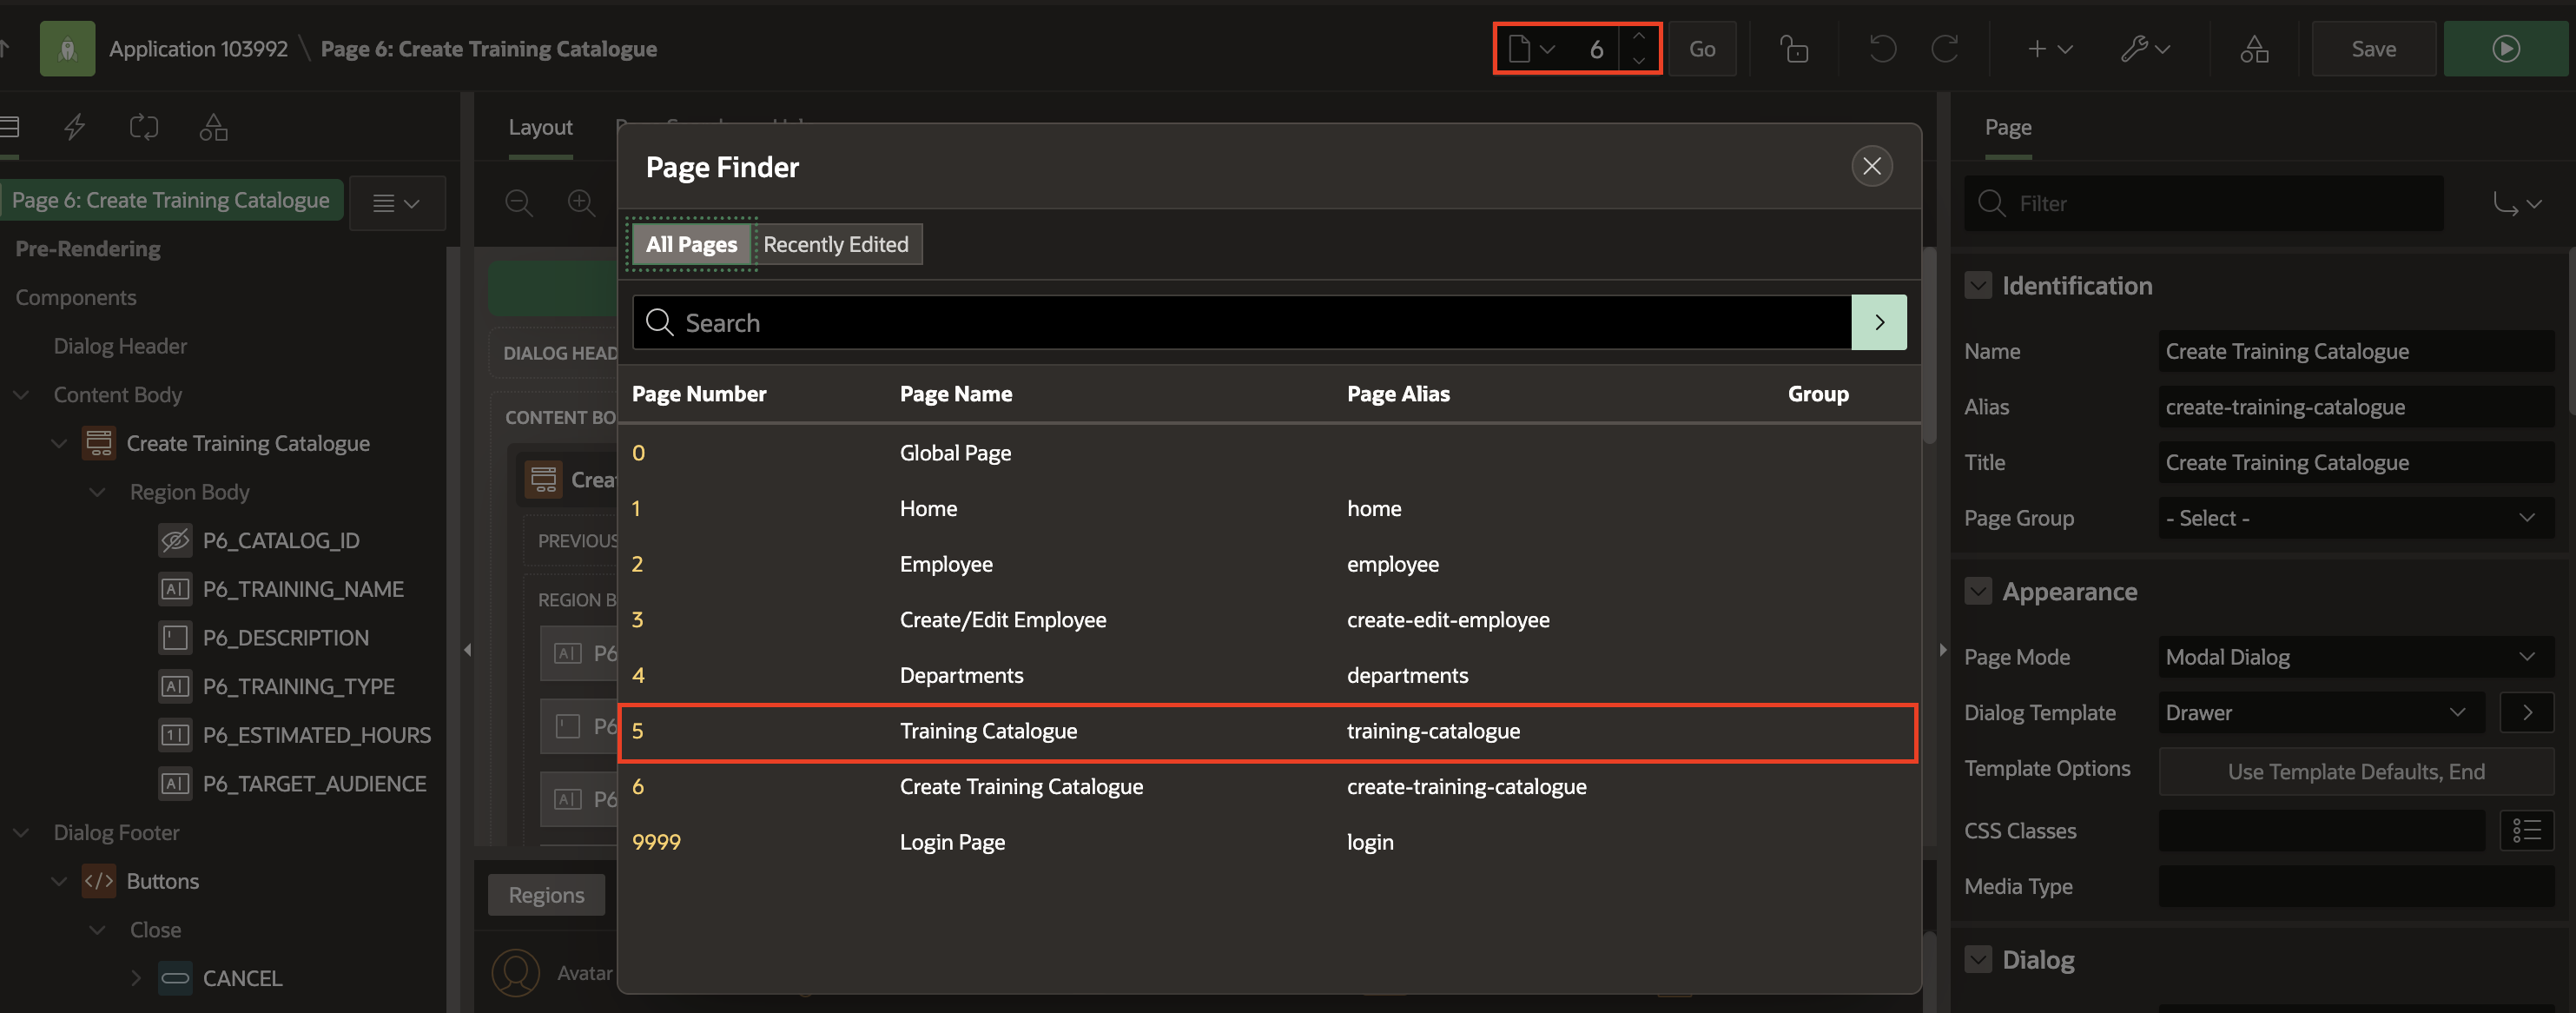 Application 103992 \ Page 6: Create Training Catalogue
6
Go
Save
Page 6: Create Training Catalogue
Pre-Rendering
Components
Dialog Header
Content Body
Create Training Catalogue
Region Body
P6_CATALOG_ID
P6_TRAINING_NAME
P6_DESCRIPTION
P6_TRAINING_TYPE
P6_ESTIMATED_HOURS
P6_TARGET_AUDIENCE
Dialog Footer
Buttons
Close
CANCEL
Layout
DIALOG HEAD
CONTENT BO
Creat
PREVIOUS
REGION B
P6
P6
P6
Regions
Avatar
Page Finder
All Pages
Recently Edited
Search
Page Number Page Name Page Alias Group
0 Global Page
1 Home home
2 Employee employee
3 Create/Edit Employee create-edit-employee
4 Departments departments
5 Training Catalogue training-catalogue
6 Create Training Catalogue create-training-catalogue
9999 Login Page login
Page
Filter
Identification
Name Create Training Catalogue
Alias create-training-catalogue
Title Create Training Catalogue
Page Group - Select -
Appearance
Page Mode Modal Dialog
Dialog Template Drawer
Template Options Use Template Defaults, End
CSS Classes
Media Type
Dialog